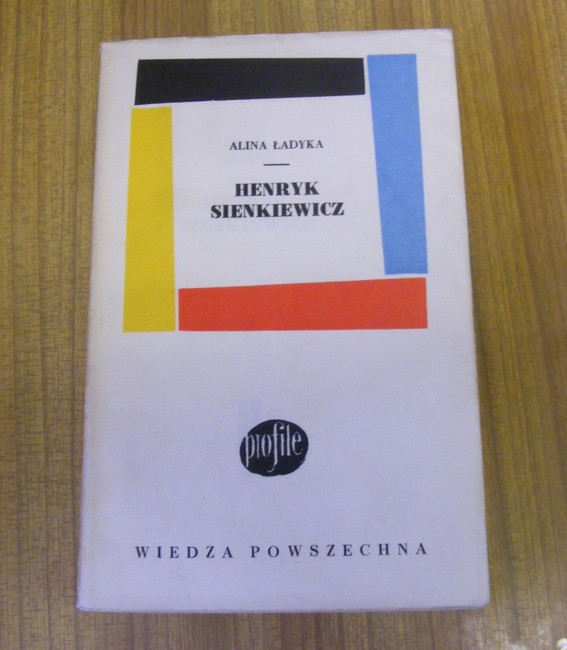 ALINA ŁADYKA
HENRYK
SIENKIEWICZ
profile
WIEDZA POWSZECHNA